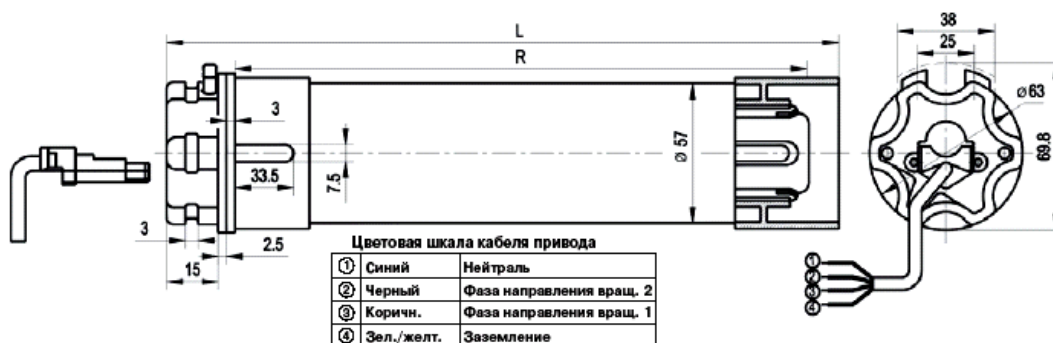 L
R
38
25
ø 63
69.8
3
33.5
7.5
ø 57
3
2.5
15
Цветовая шкала кабеля привода
① Синий Нейтраль
② Черный Фаза направления вращ. 2
③ Коричн. Фаза направления вращ. 1
④ Зел./желт. Заземление
①
②
③
④